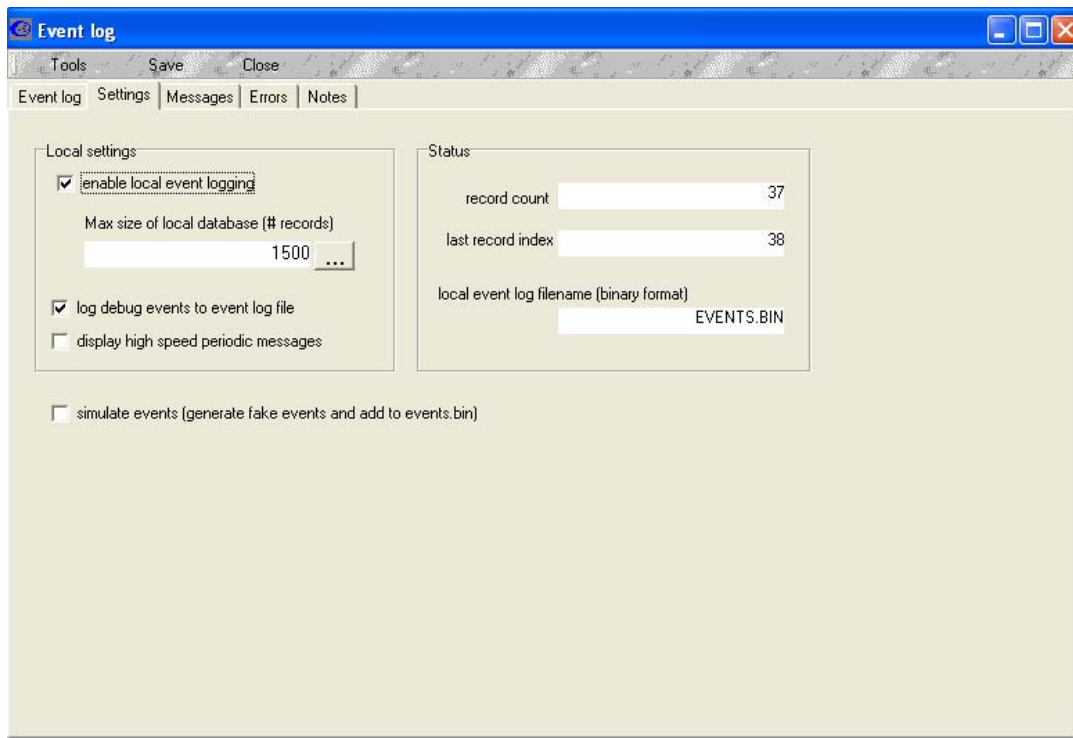 Event log
Tools Save Close
Event log Settings Messages Errors Notes
Local settings
enable local event logging
Max size of local database (# records)
1500 ...
log debug events to event log file
display high speed periodic messages
Status
record count 37
last record index 38
local event log filename (binary format)
EVENTS.BIN
simulate events (generate fake events and add to events.bin)